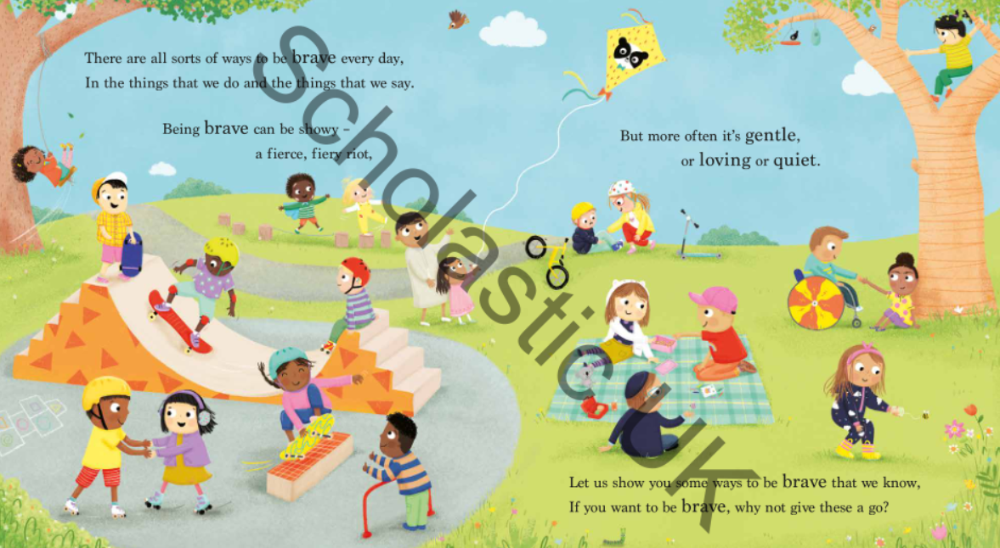 There are all sorts of ways to be brave every day,
In the things that we do and the things that we say.
Being brave can be showy –
a fierce, fiery riot,
But more often it's gentle,
or loving or quiet.
Let us show you some ways to be brave that we know,
If you want to be brave, why not give these a go?
Scholastic UK